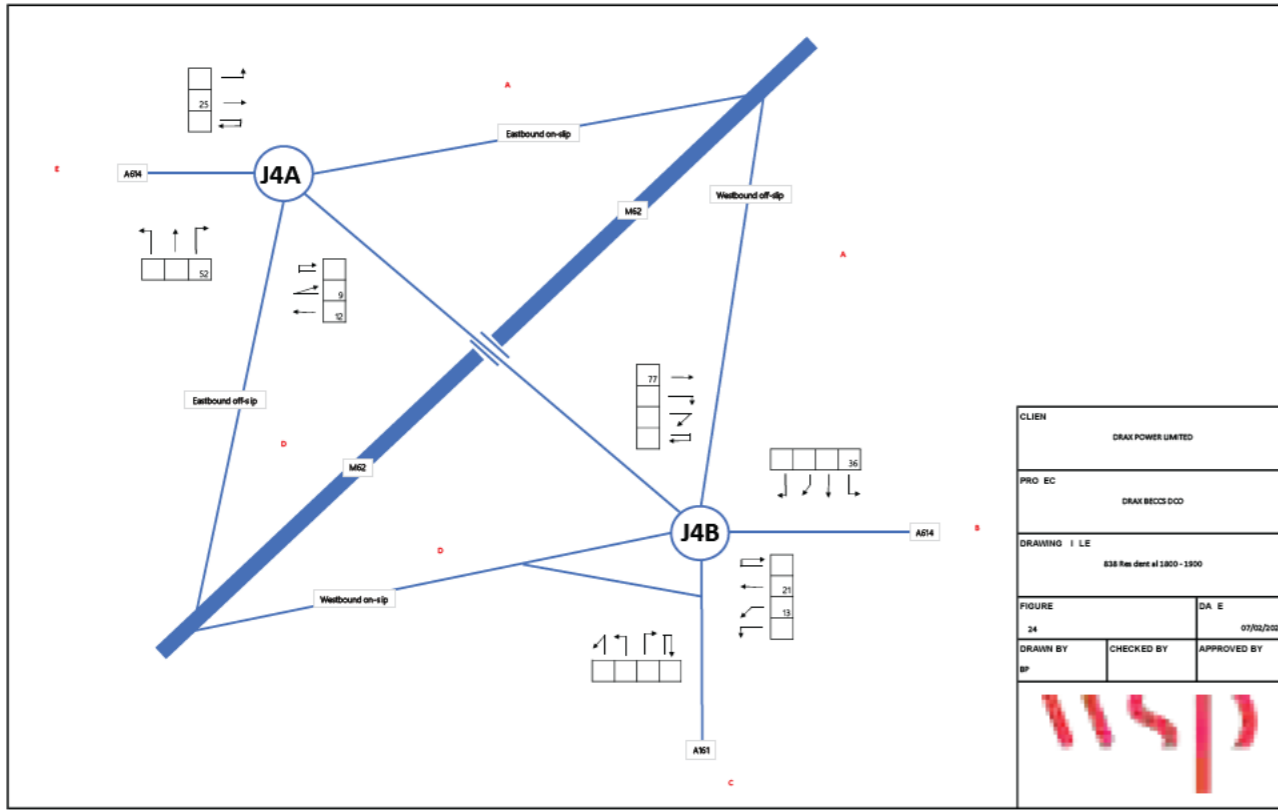 A
25
Eastbound on-slip
E
A614
J4A
Westbound off-slip
M62
A
52
9
12
77
Eastbound off-slip
D
M62
36
J4B
A614
B
D
21
13
Westbound on-slip
A161
C
CLIEN
DRAX POWER LIMITED
PRO EC
DRAX BECCS DCO
DRAWING I LE
838 Res dent al 1800 - 1900
FIGURE
DA E
24
07/02/202
DRAWN BY
CHECKED BY
APPROVED BY
BP
wsp